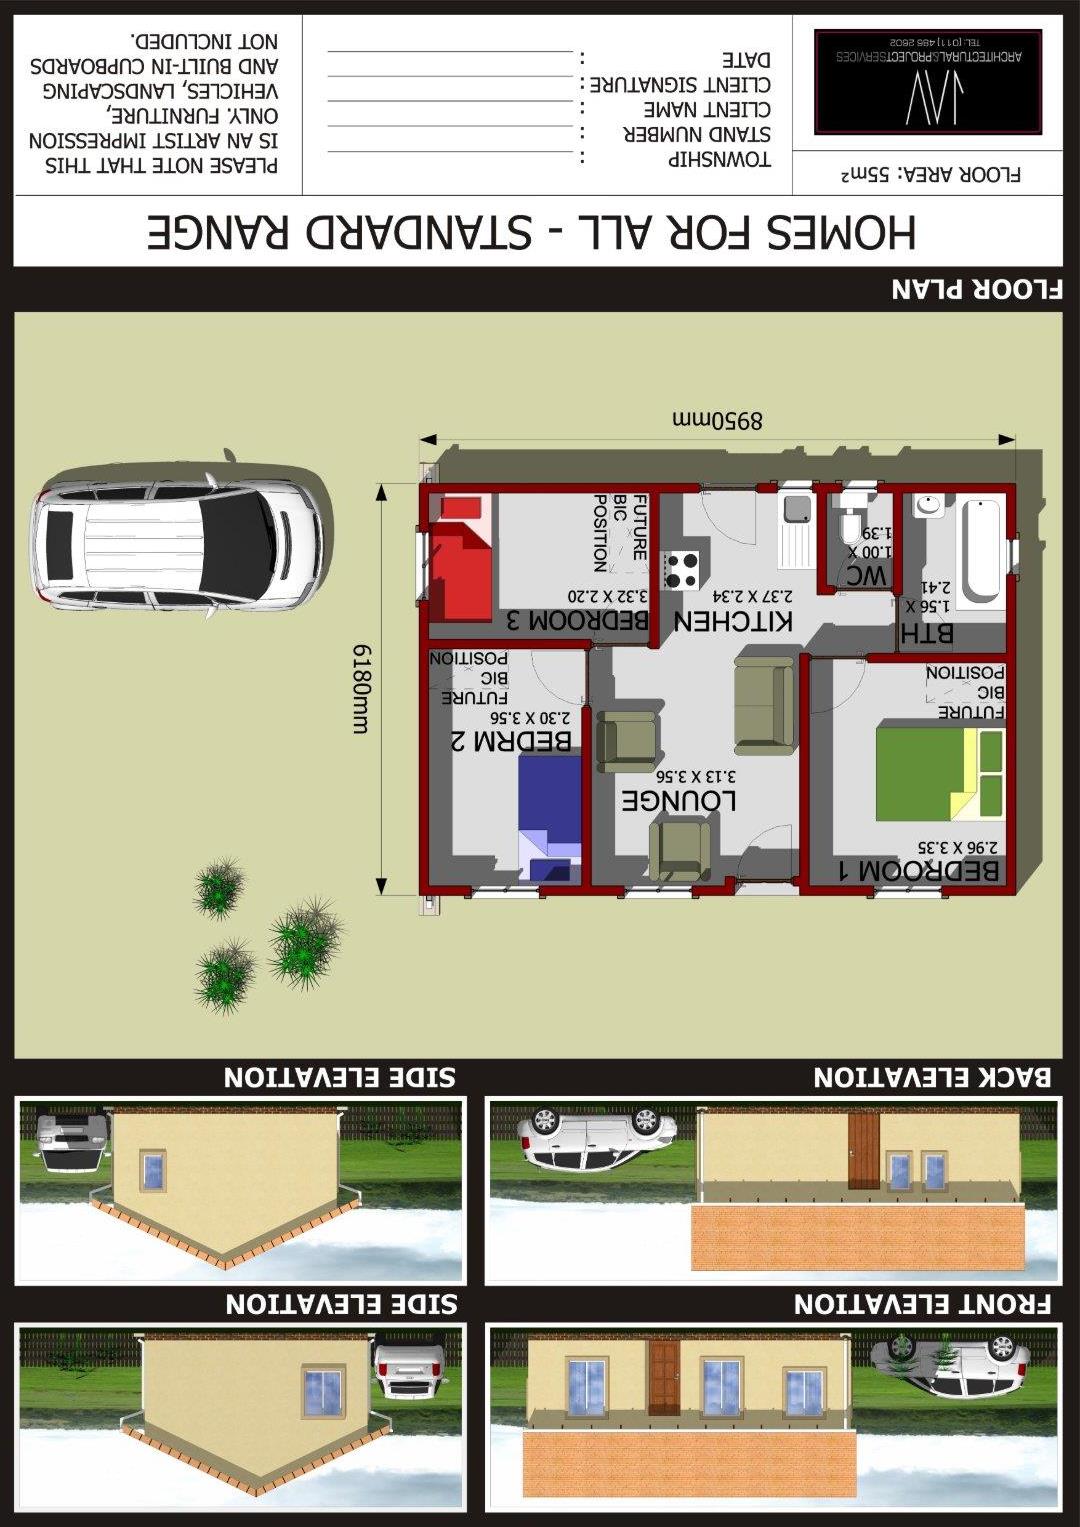 FRONT ELEVATION
SIDE ELEVATION
BACK ELEVATION
SIDE ELEVATION
BEDROOM 1
2.96 X 3.35
LOUNGE
3.13 X 3.56
BEDRM 2
2.30 X 3.56
FUTURE
BIC
POSITION
FUTURE
BIC
POSITION
BTH
1.56 X
2.41
KITCHEN
2.37 X 2.34
BEDROOM 3
3.32 X 2.20
WC
1.00 X
1.39
FUTURE
BIC
POSITION
6180mm
8950mm
FLOOR PLAN
HOMES FOR ALL - STANDARD RANGE
FLOOR AREA: 55m²
ARCHITECTURAL&PROJECTSERVICES
TEL: (011) 486 2602
TOWNSHIP :
STAND NUMBER :
CLIENT NAME :
CLIENT SIGNATURE :
DATE :
PLEASE NOTE THAT THIS
IS AN ARTIST IMPRESSION
ONLY. FURNITURE,
VEHICLES, LANDSCAPING
AND BUILT-IN CUPBOARDS
NOT INCLUDED.